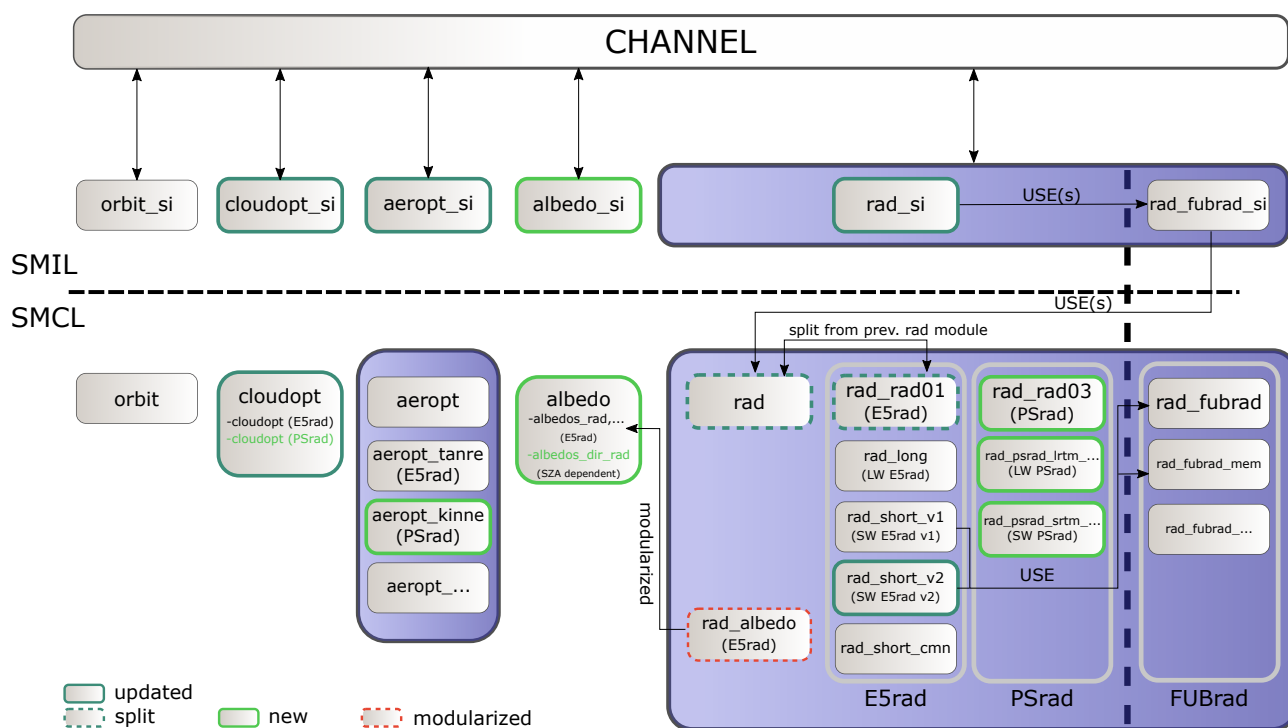 CHANNEL
orbit_si
cloudopt_si
aeropt_si
albedo_si
rad_si
USE(s)
rad_fubrad_si
SMIL
SMCL
USE(s)
split from prev. rad module
orbit
cloudopt
-cloudopt (E5rad)
-cloudopt (PSrad)
aeropt
aeropt_tanre
(E5rad)
aeropt_kinne
(PSrad)
aeropt_...
albedo
-albedos_rad,...
(E5rad)
-albedos_dir_rad
(SZA dependent)
modularized
rad
rad_albedo
(E5rad)
rad_rad01
(E5rad)
rad_long
(LW E5rad)
rad_short_v1
(SW E5rad v1)
rad_short_v2
(SW E5rad v2)
rad_short_cmn
E5rad
rad_rad03
(PSrad)
rad_psrad_lrtm_...
(LW PSrad)
rad_psrad_srtm_...
(SW PSrad)
USE
PSrad
rad_fubrad
rad_fubrad_mem
rad_fubrad_...
FUBrad
updated
split
new
modularized